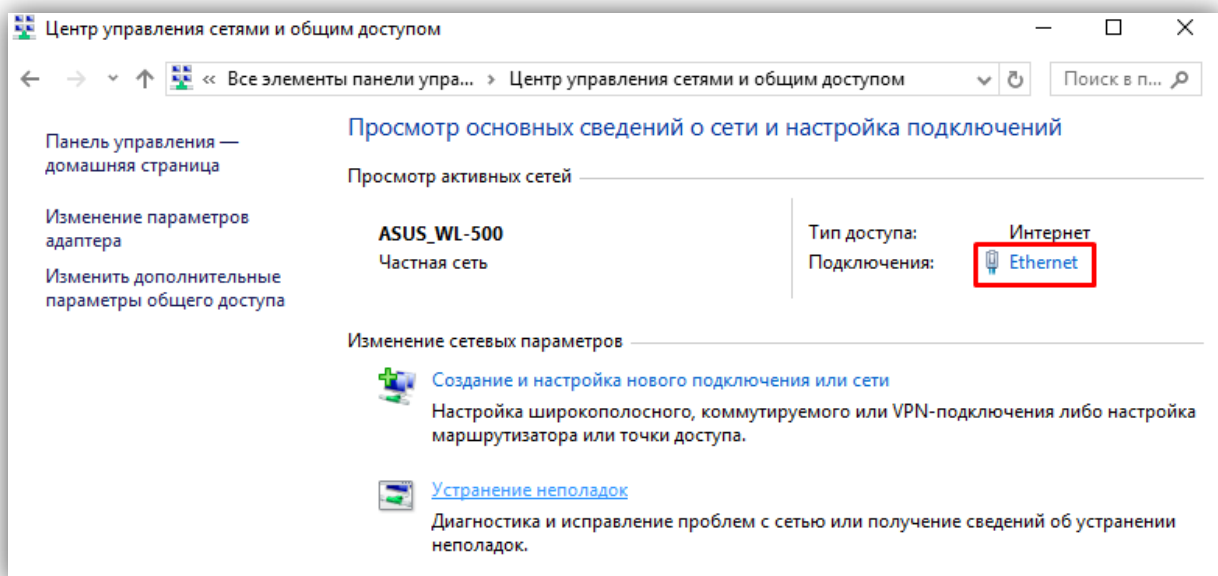 Центр управления сетями и общим доступом
« Все элементы панели упра... › Центр управления сетями и общим доступом
Поиск в п...
Панель управления —
домашняя страница
Изменение параметров
адаптера
Изменить дополнительные
параметры общего доступа
Просмотр основных сведений о сети и настройка подключений
Просмотр активных сетей
ASUS_WL-500
Частная сеть
Тип доступа: Интернет
Подключения: Ethernet
Изменение сетевых параметров
Создание и настройка нового подключения или сети
Настройка широкополосного, коммутируемого или VPN-подключения либо настройка
маршрутизатора или точки доступа.
Устранение неполадок
Диагностика и исправление проблем с сетью или получение сведений об устранении
неполадок.